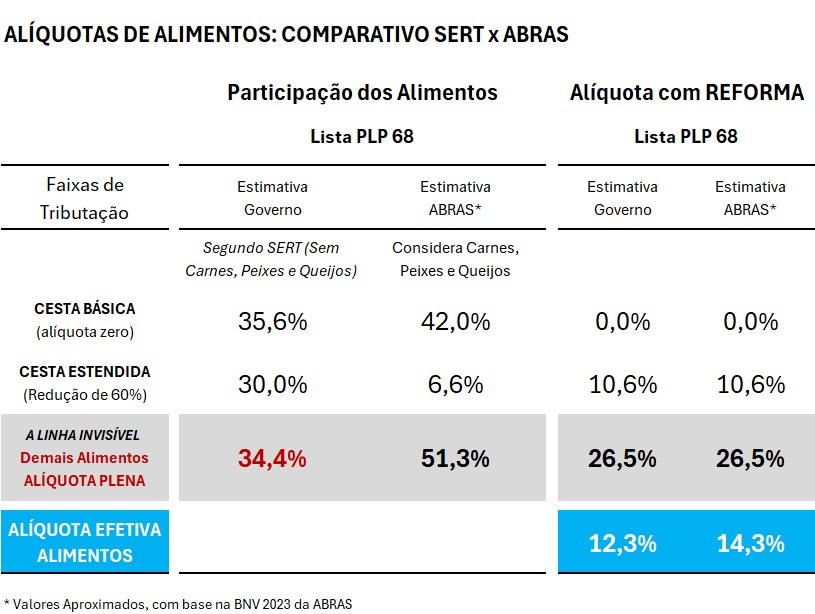 ALÍQUOTAS DE ALIMENTOS: COMPARATIVO SERT x ABRAS
Participação dos Alimentos Alíquota com REFORMA
Lista PLP 68 Lista PLP 68
Faixas de Tributação Estimativa Governo Estimativa ABRAS* Estimativa Governo Estimativa ABRAS*
Segundo SERT (Sem Considera Carnes,
Carnes, Peixes e Queijos) Peixes e Queijos
CESTA BÁSICA
(alíquota zero) 35,6% 42,0% 0,0% 0,0%
CESTA ESTENDIDA
(Redução de 60%) 30,0% 6,6% 10,6% 10,6%
A LINHA INVISÍVEL
Demais Alimentos 34,4% 51,3% 26,5% 26,5%
ALÍQUOTA PLENA
ALÍQUOTA EFETIVA
ALIMENTOS 12,3% 14,3%
* Valores Aproximados, com base na BNV 2023 da ABRAS